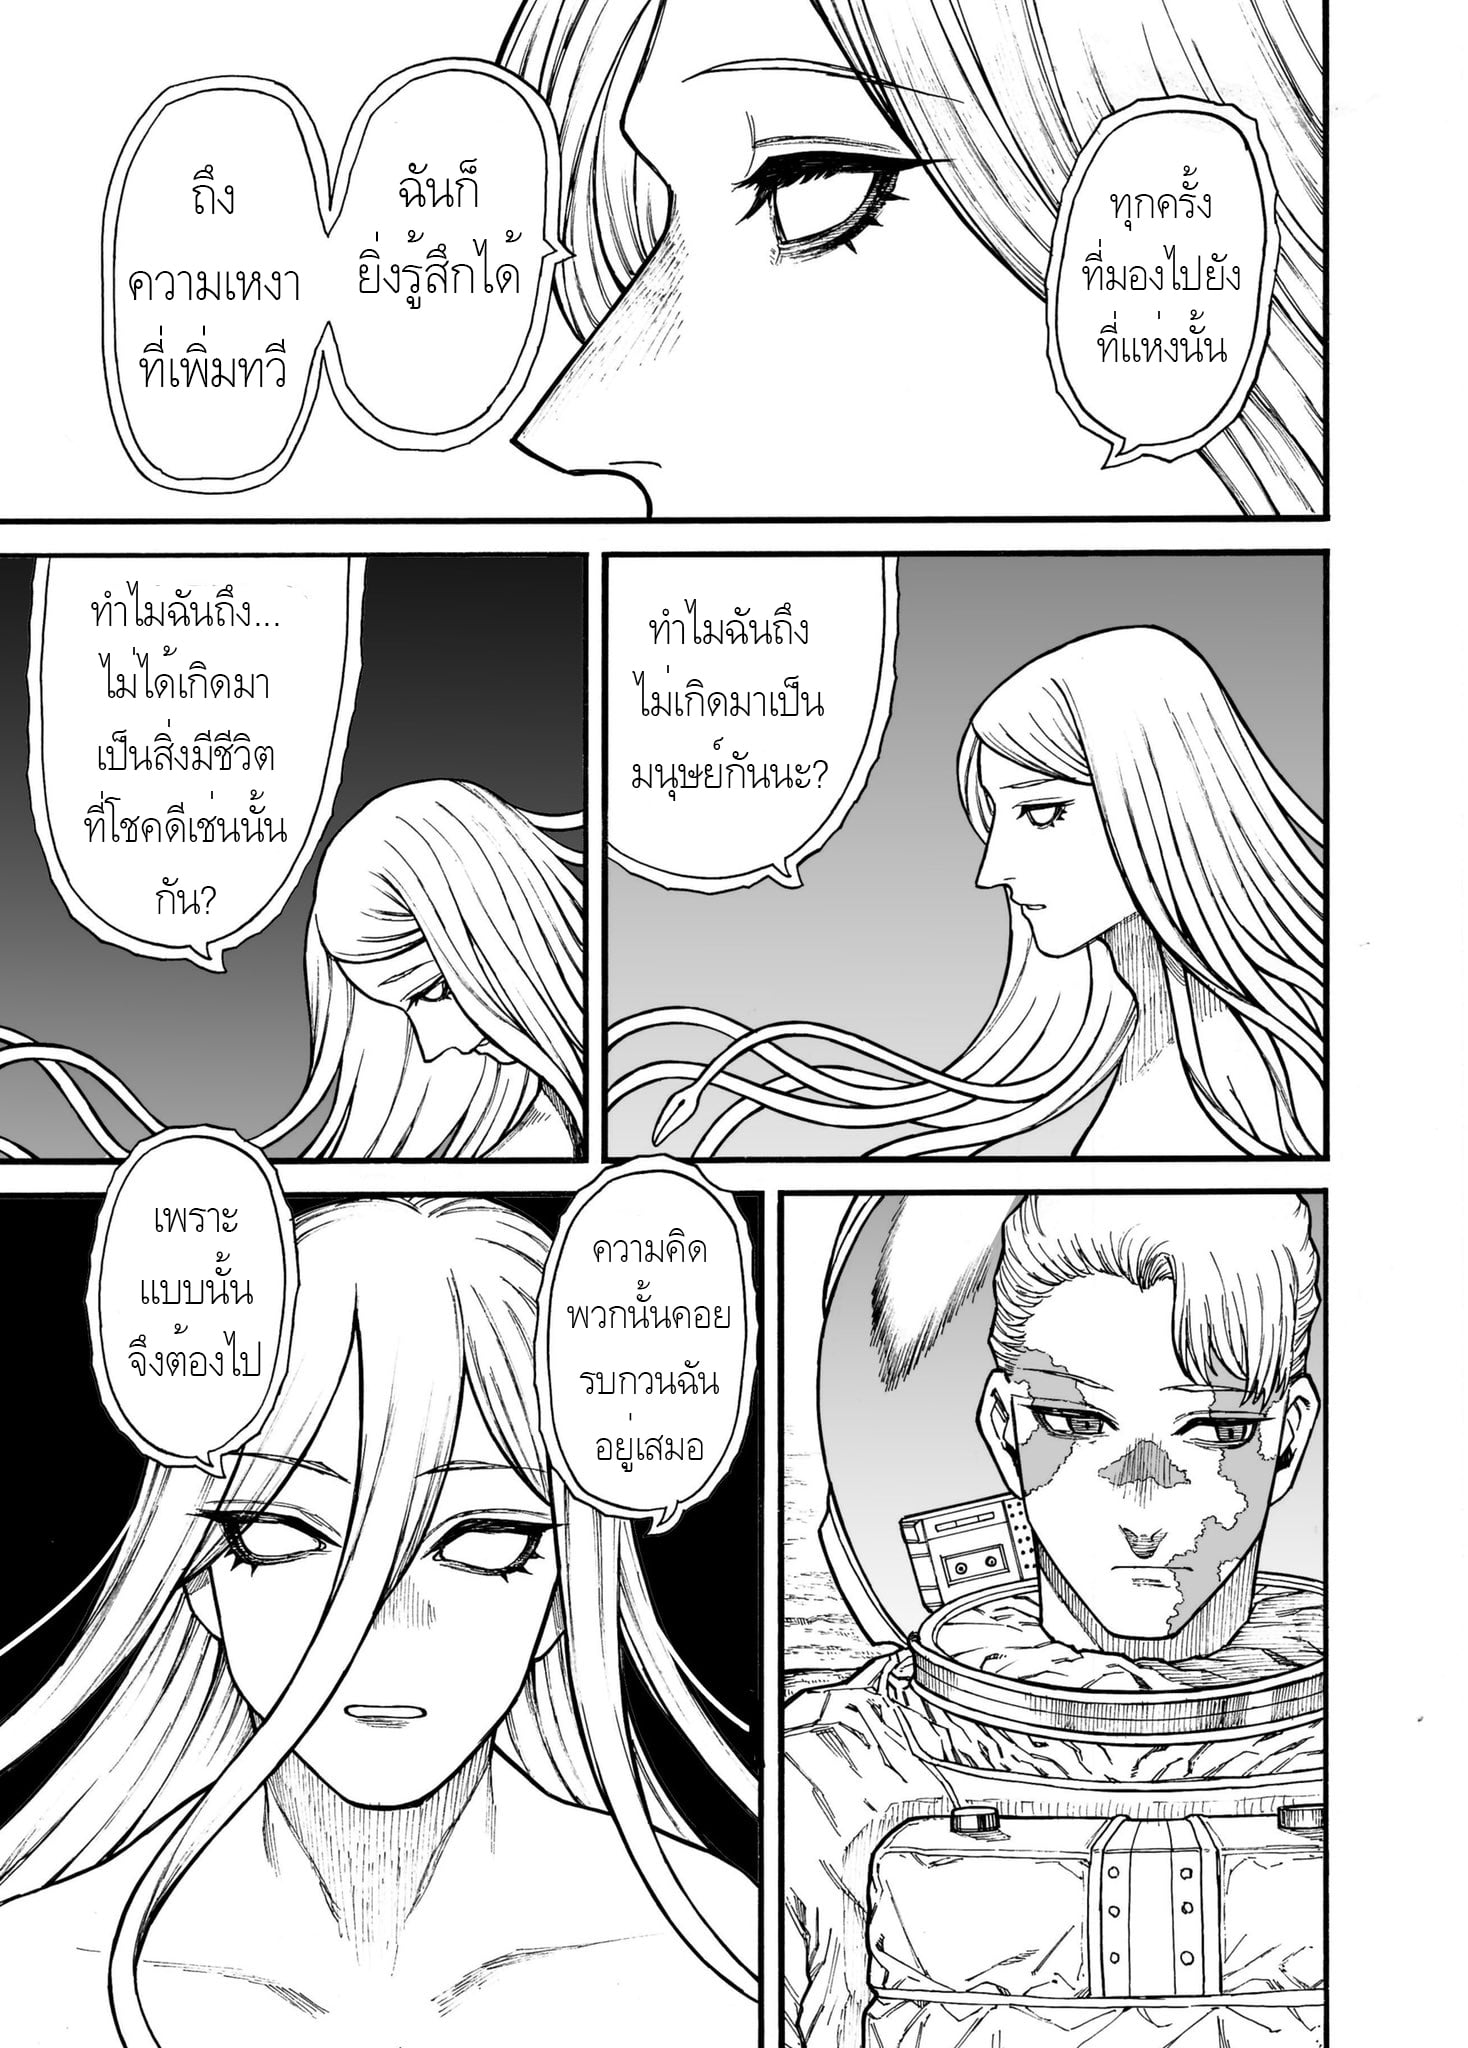 ทุกครั้ง
ที่มองไปยัง
ที่แห่งนั้น
ฉันก็
ยิ่งรู้สึกได้
ถึง
ความเหงา
ที่เพิ่มทวี
ทำไมฉันถึง
ไม่เกิดมาเป็น
มนุษย์กันนะ?
ทำไมฉันถึง...
ไม่ได้เกิดมา
เป็นสิ่งมีชีวิต
ที่โชคดีเช่นนั้น
กัน?
ความคิด
พวกนั้นคอย
รบกวนฉัน
อยู่เสมอ
เพราะ
แบบนั้น
จึงต้องไป